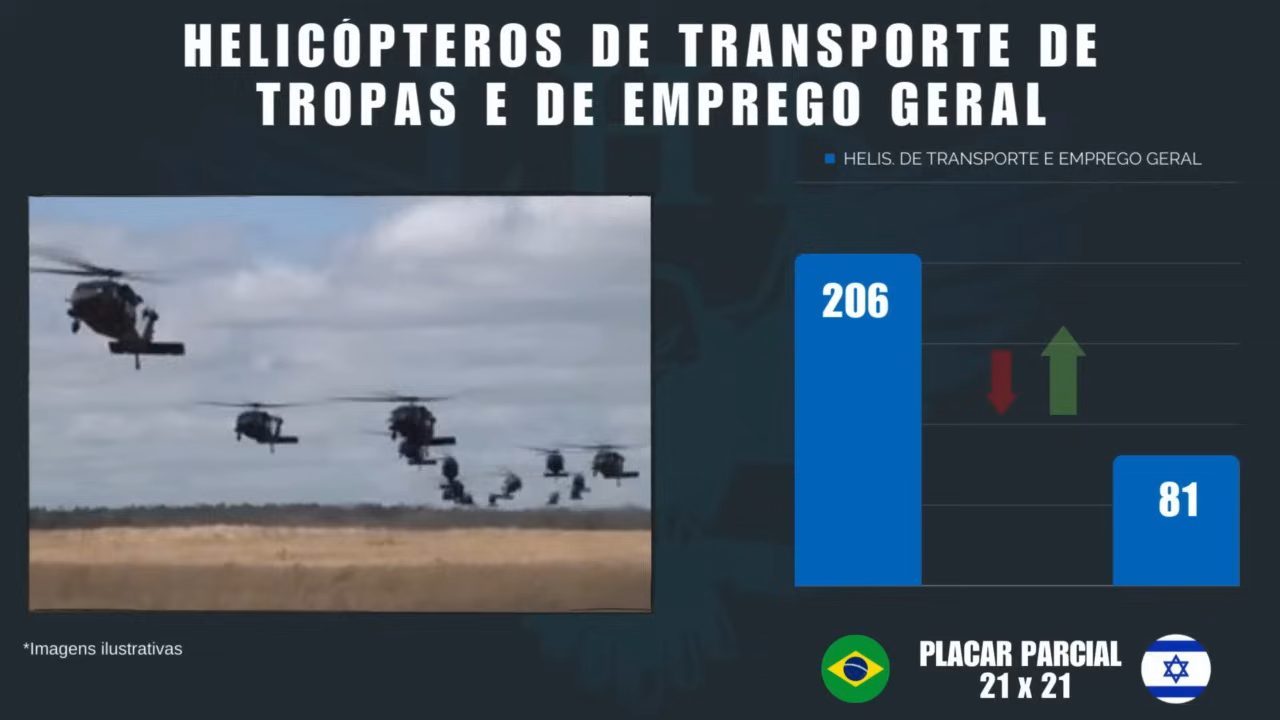 HELICÓPTEROS DE TRANSPORTE DE
TROPAS E DE EMPREGO GERAL
HELIS. DE TRANSPORTE E EMPREGO GERAL
206
81
*Imagens ilustrativas
PLACAR PARCIAL
21 x 21